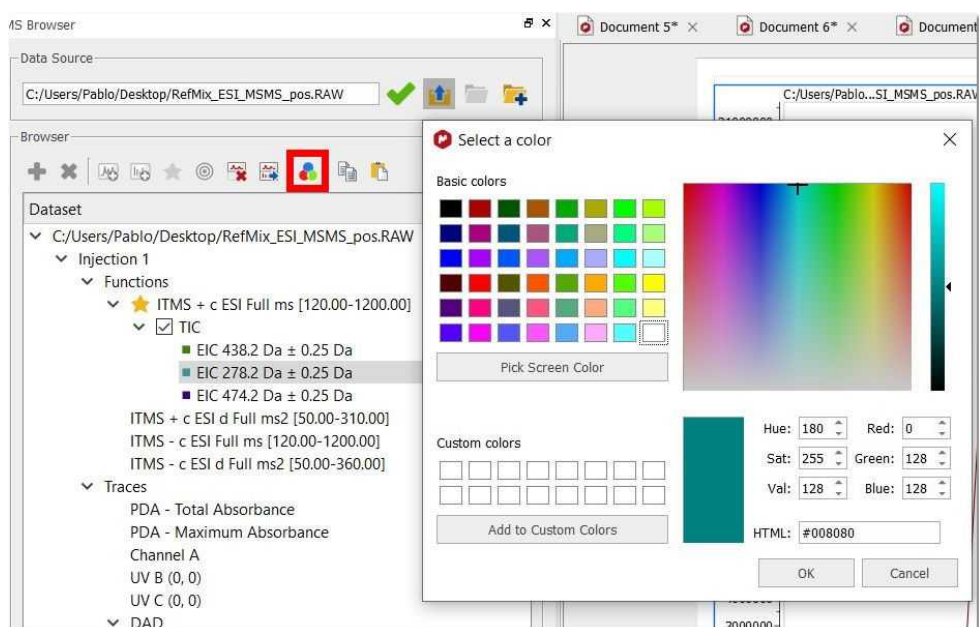 MS Browser
Data Source
C:/Users/Pablo/Desktop/RefMix_ESI_MSMS_pos.RAW
Browser
Dataset
C:/Users/Pablo/Desktop/RefMix_ESI_MSMS_pos.RAW
Injection 1
Functions
ITMS + c ESI Full ms [120.00-1200.00]
TIC
EIC 438.2 Da ± 0.25 Da
EIC 278.2 Da ± 0.25 Da
EIC 474.2 Da ± 0.25 Da
ITMS + c ESI d Full ms2 [50.00-310.00]
ITMS - c ESI Full ms [120.00-1200.00]
ITMS - c ESI d Full ms2 [50.00-360.00]
Traces
PDA - Total Absorbance
PDA - Maximum Absorbance
Channel A
UV B (0, 0)
UV C (0, 0)
DAD
Document 5* Document 6* Document
C:/Users/Pablo...SI_MSMS_pos.RAW
Select a color
Basic colors
Pick Screen Color
Custom colors
Add to Custom Colors
Hue: 180 Red: 0
Sat: 255 Green: 128
Val: 128 Blue: 128
HTML: #008080
OK Cancel
3000000